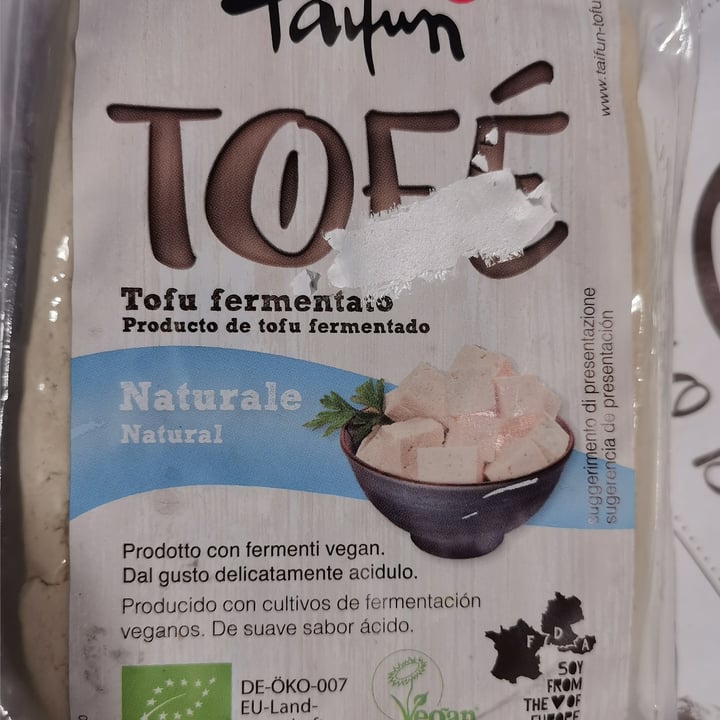 Taifun
www.taifun-tofu
TOFÉ
Tofu fermentato
Producto de tofu fermentado
Naturale
Natural
suggerimento di presentazione
sugerencia de presentación
Prodotto con fermenti vegan.
Dal gusto delicatamente acidulo.
Producido con cultivos de fermentación
veganos. De suave sabor ácido.
F D A
SOY
FROM
THE ♥ OF
EUROPE
DE-ÖKO-007
EU-Land-
Vegan